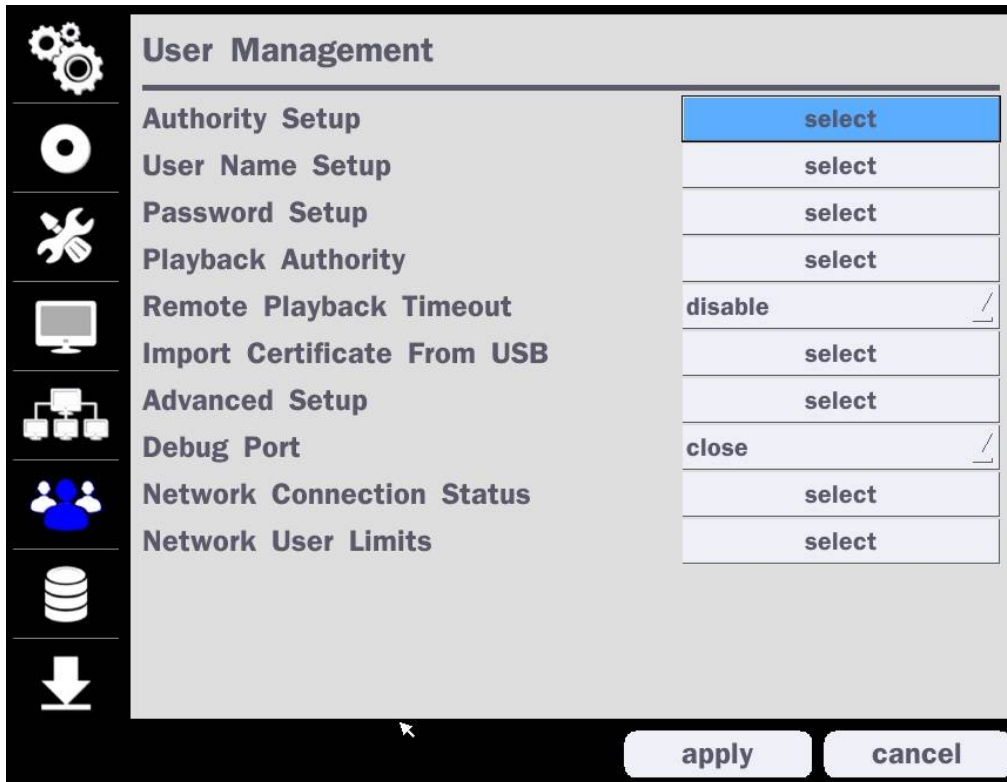 User Management
Authority Setup select
User Name Setup select
Password Setup select
Playback Authority select
Remote Playback Timeout disable
Import Certificate From USB select
Advanced Setup select
Debug Port close
Network Connection Status select
Network User Limits select
apply cancel